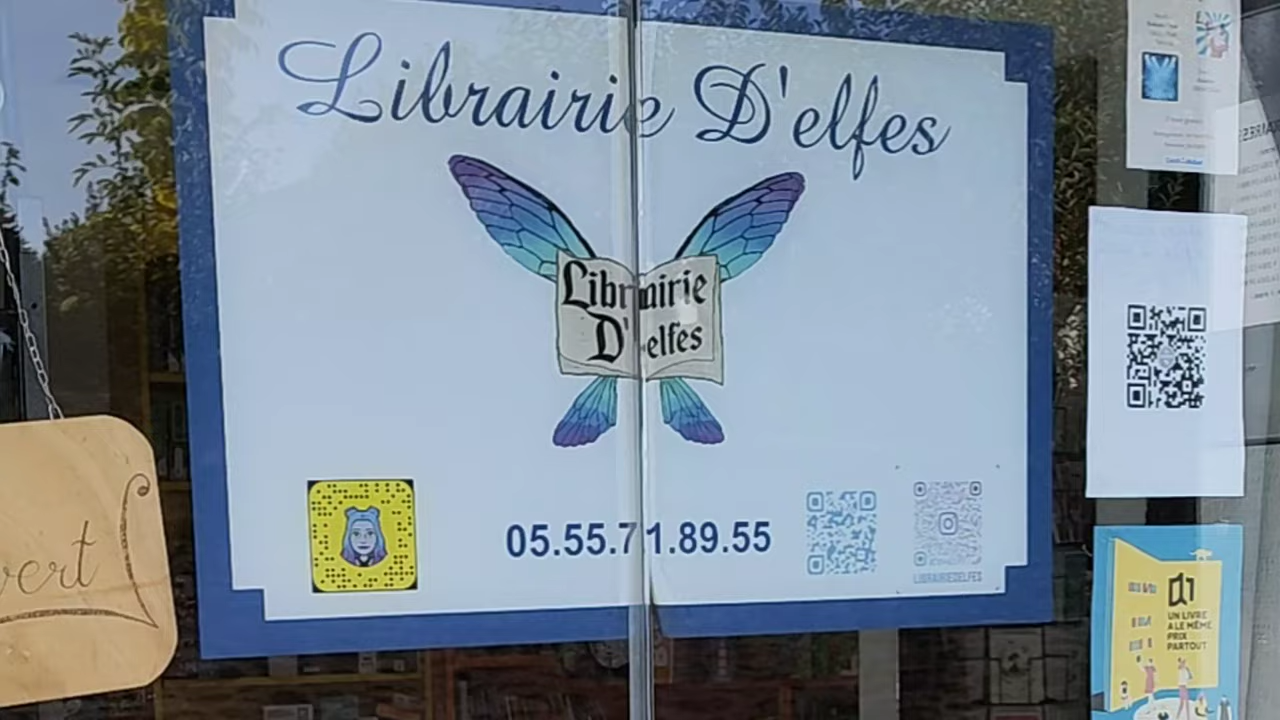 Librairie D'elfes
Librairie
D'elfes
05.55.71.89.55
LIBRAIRIEDELFES
vert
UN LIVRE
A LE MÊME
PRIX
PARTOUT